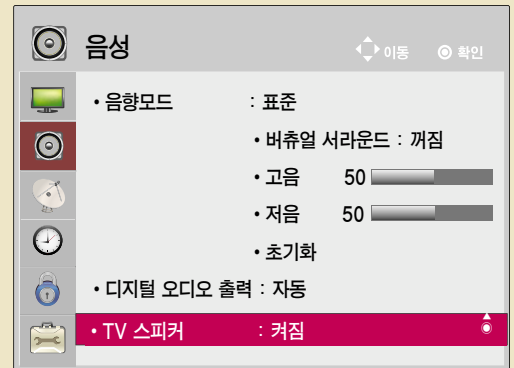 음성 이동 확인
• 음향모드 : 표준
• 버츄얼 서라운드 : 꺼짐
• 고음 50
• 저음 50
• 초기화
• 디지털 오디오 출력 : 자동
• TV 스피커 : 켜짐